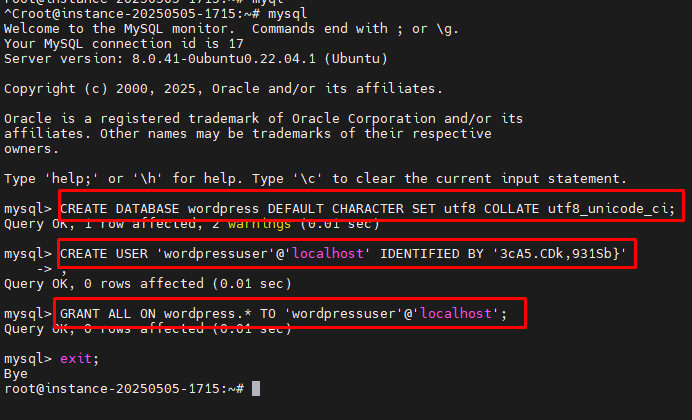 root@instance-20250505-1715:~# myql
^Croot@instance-20250505-1715:~# mysql
Welcome to the MySQL monitor.  Commands end with ; or \g.
Your MySQL connection id is 17
Server version: 8.0.41-0ubuntu0.22.04.1 (Ubuntu)
Copyright (c) 2000, 2025, Oracle and/or its affiliates.
Oracle is a registered trademark of Oracle Corporation and/or its
affiliates. Other names may be trademarks of their respective
owners.
Type 'help;' or '\h' for help. Type '\c' to clear the current input statement.
mysql> CREATE DATABASE wordpress DEFAULT CHARACTER SET utf8 COLLATE utf8_unicode_ci;
Query OK, 1 row affected, 2 warnings (0.01 sec)
mysql> CREATE USER 'wordpressuser'@'localhost' IDENTIFIED BY '3cA5.CDk,931Sb}'
    -> ;
Query OK, 0 rows affected (0.01 sec)
mysql> GRANT ALL ON wordpress.* TO 'wordpressuser'@'localhost';
Query OK, 0 rows affected (0.01 sec)
mysql> exit;
Bye
root@instance-20250505-1715:~#